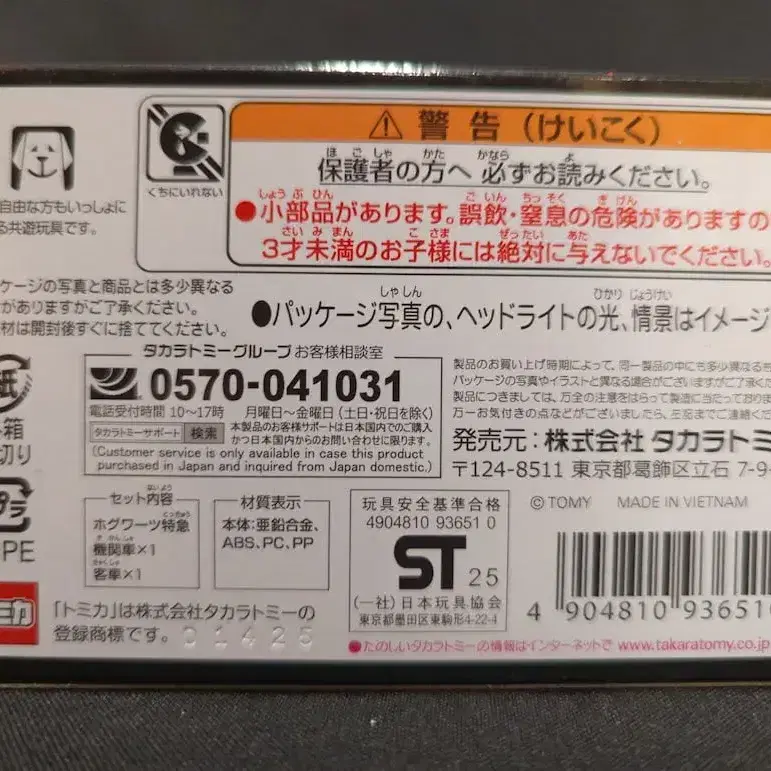 くちにいれない
警告(けいこく)
保護者の方へ 必ずお読みください。
●小部品があります。誤飲・窒息の危険がありますの
3才未満のお子様には絶対に与えないでください。
自由な方もいっしょに
る共遊玩具です。
ケージの写真と商品とは多少異なる
がありますがご了承ください。
材は開封後すぐに捨ててください。
●パッケージ写真の、ヘッドライトの光、情景はイメージ
タカラトミーグループ お客様相談室
0570-041031
電話受付時間 10~17時 月曜日~金曜日(土日・祝日を除く)
タカラトミーサポート 検索
本製品のお客様サポートは日本国内でのご購入
かつ日本国内からのお問い合わせに限ります。
(Customer service is only available in case this product
purchased in Japan and inquired from Japan domestic.)
製品のお買い上げ時期によって、同一製品の中にも多少異なるも
パッケージの写真やイラストと異なる場合がございますがご了承くだ
製品につきましては、万全の注意をはらって製造に当たっておりま
万一お気付きの点などがございましたら、左記までご連絡くだ
発売元:株式会社 タカラトミ
〒124-8511 東京都葛飾区立石 7-9-
紙
箱
切り
プラ
PE
セット内容
ホグワーツ特急
機関車×1
客車×1
材質表示
本体:亜鉛合金、
ABS、PC、PP
玩具安全基準合格
4904810 93651 0
ST 25
(一社)日本玩具協会
東京都墨田区東駒形4-22-4
© TOMY MADE IN VIETNAM
4 904810 93651
トミカ
「トミカ」は株式会社タカラトミーの
登録商標です。
01425
●たのしいタカラトミーの情報はインターネットで www.takaratomy.co.jp